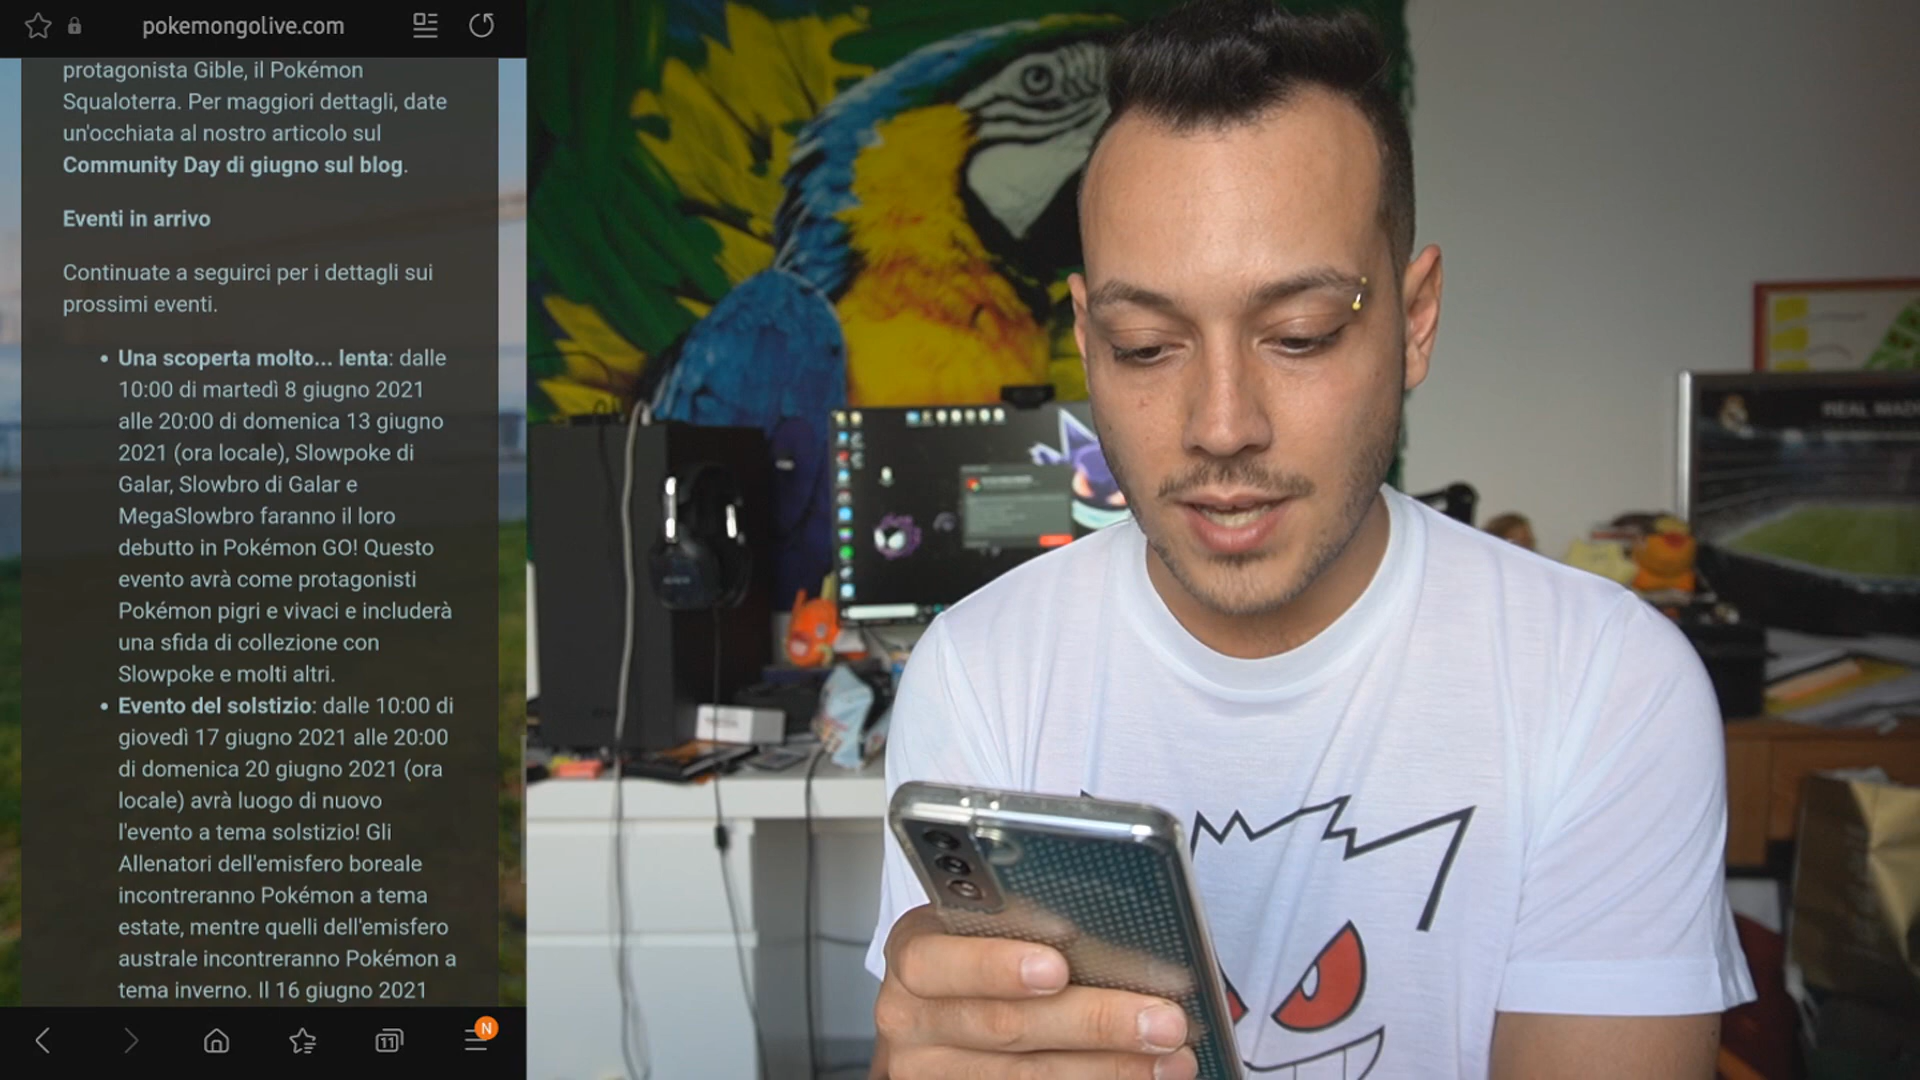 pokemongolive.com
protagonista Gible, il Pokémon
Squaloterra. Per maggiori dettagli, date
un'occhiata al nostro articolo sul
Community Day di giugno sul blog.
Eventi in arrivo
Continuate a seguirci per i dettagli sui
prossimi eventi.
• Una scoperta molto... lenta: dalle
10:00 di martedì 8 giugno 2021
alle 20:00 di domenica 13 giugno
2021 (ora locale), Slowpoke di
Galar, Slowbro di Galar e
MegaSlowbro faranno il loro
debutto in Pokémon GO! Questo
evento avrà come protagonisti
Pokémon pigri e vivaci e includerà
una sfida di collezione con
Slowpoke e molti altri.
• Evento del solstizio: dalle 10:00 di
giovedì 17 giugno 2021 alle 20:00
di domenica 20 giugno 2021 (ora
locale) avrà luogo di nuovo
l'evento a tema solstizio! Gli
Allenatori dell'emisfero boreale
incontreranno Pokémon a tema
estate, mentre quelli dell'emisfero
australe incontreranno Pokémon a
tema inverno. Il 16 giugno 2021
11
N
REAL MAD